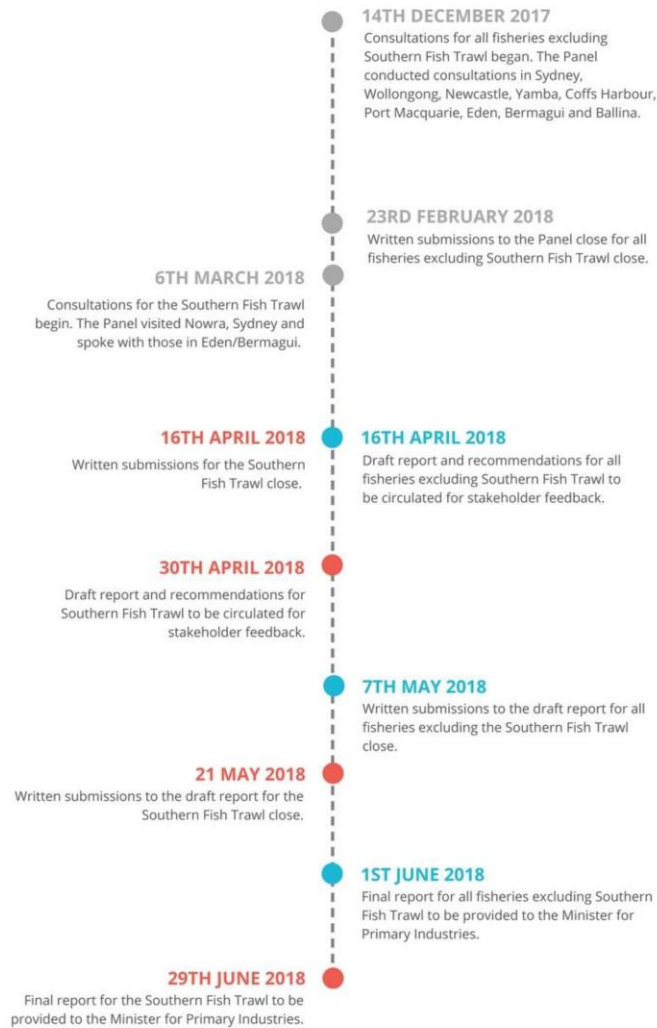 14TH DECEMBER 2017
Consultations for all fisheries excluding
Southern Fish Trawl began. The Panel
conducted consultations in Sydney,
Wollongong, Newcastle, Yamba, Coffs Harbour,
Port Macquarie, Eden, Bermagui and Ballina.
23RD FEBRUARY 2018
Written submissions to the Panel close for all
fisheries excluding Southern Fish Trawl close.
6TH MARCH 2018
Consultations for the Southern Fish Trawl
begin. The Panel visited Nowra, Sydney and
spoke with those in Eden/Bermagui.
16TH APRIL 2018
Written submissions for the Southern
Fish Trawl close.
16TH APRIL 2018
Draft report and recommendations for all
fisheries excluding Southern Fish Trawl to
be circulated for stakeholder feedback.
30TH APRIL 2018
Draft report and recommendations for
Southern Fish Trawl to be circulated for
stakeholder feedback.
7TH MAY 2018
Written submissions to the draft report for all
fisheries excluding the Southern Fish Trawl
close.
21 MAY 2018
Written submissions to the draft report for the
Southern Fish Trawl close.
1ST JUNE 2018
Final report for all fisheries excluding Southern
Fish Trawl to be provided to the Minister for
Primary Industries.
29TH JUNE 2018
Final report for the Southern Fish Trawl to be
provided to the Minister for Primary Industries.